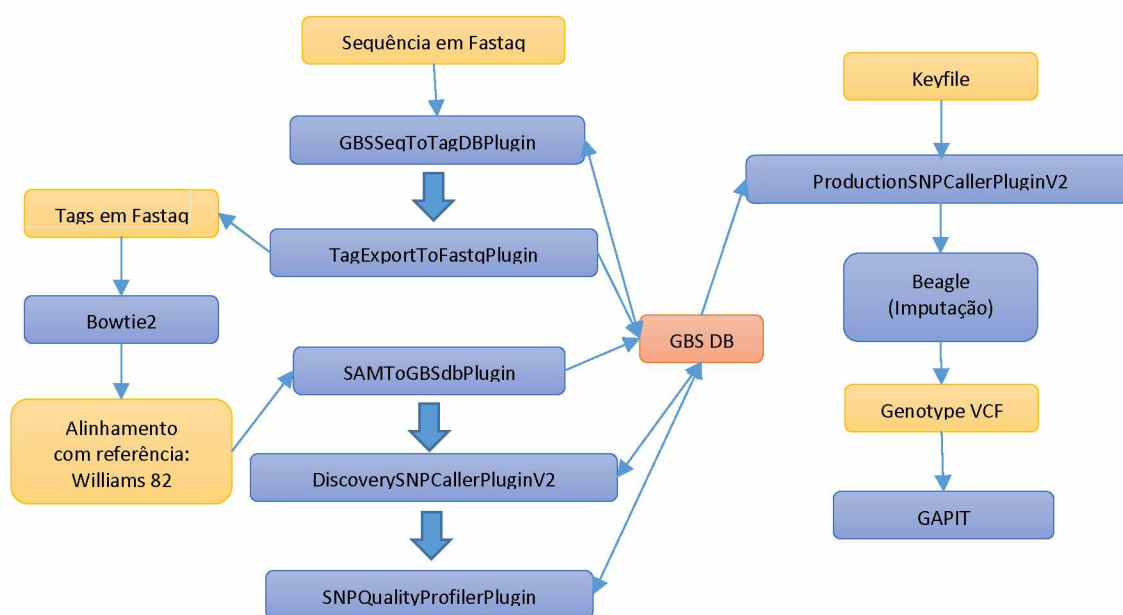 Sequência em Fastaq
Keyfile
GBSSeqToTagDBPlugin
ProductionSNPCallerPluginV2
Tags em Fastaq
TagExportToFastqPlugin
Beagle
(Imputação)
Bowtie2
GBS DB
SAMToGBSdbPlugin
Genotype VCF
Alinhamento
com referência:
Williams 82
DiscoverySNPCallerPluginV2
GAPIT
SNPQualityProfilerPlugin